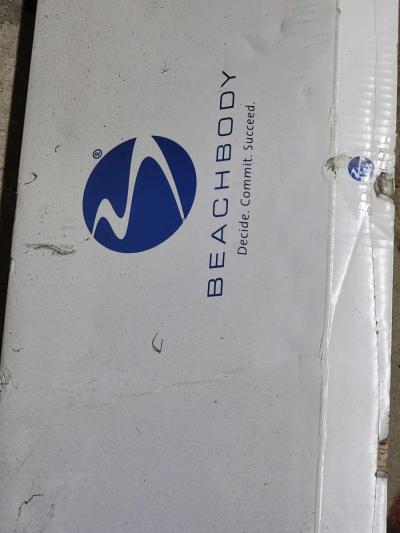 ®
BEACHBODY
Decide. Commit. Succeed.